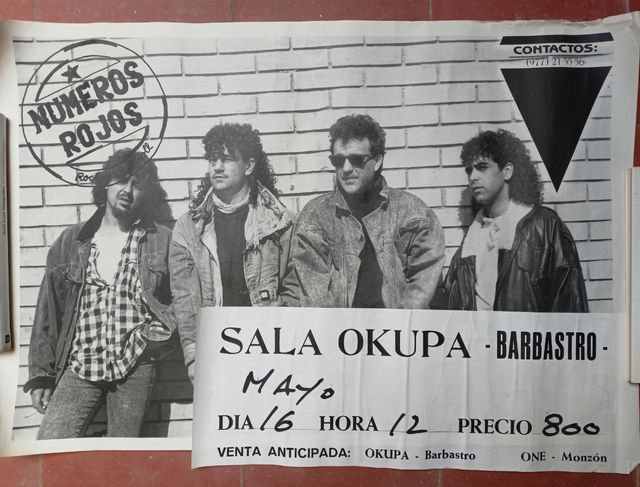 NUMEROS
ROJOS
CONTACTOS:
(977) 21 55 56
SALA OKUPA - BARBASTRO -
MAYO
DIA 16 HORA 12 PRECIO 800
VENTA ANTICIPADA: OKUPA - Barbastro ONE - Monzón